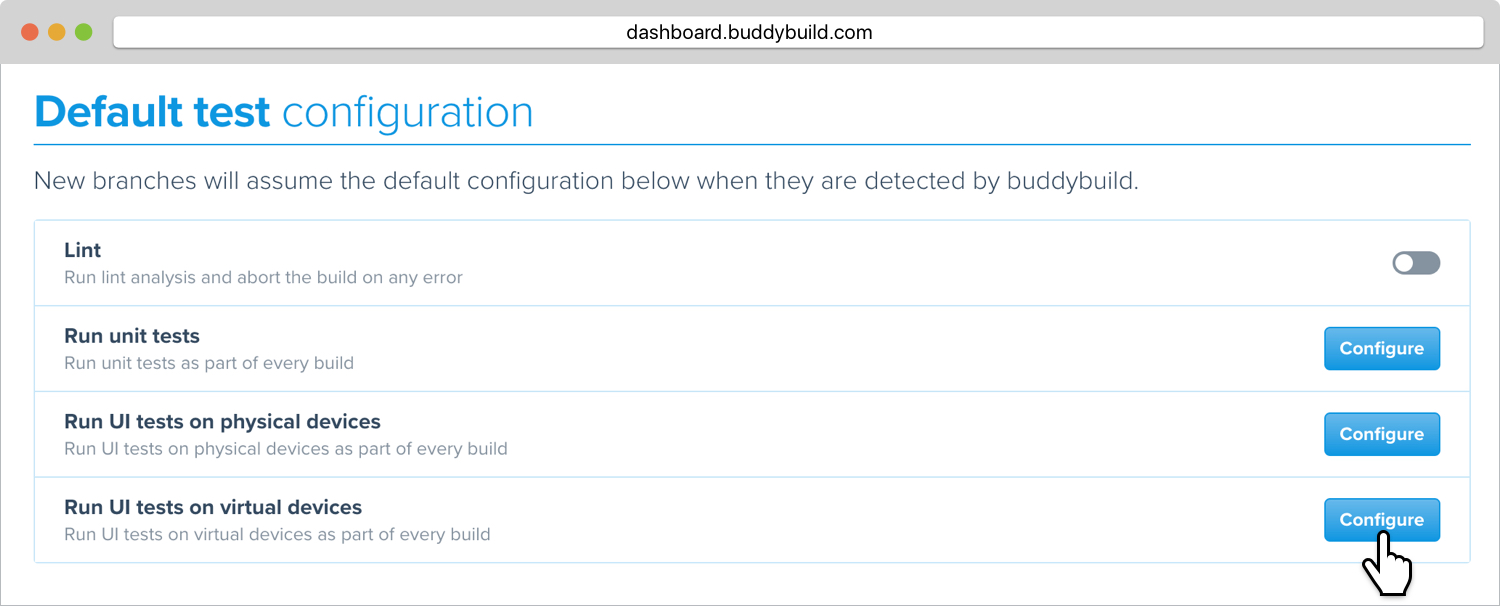 dashboard.buddybuild.com
Default test configuration
New branches will assume the default configuration below when they are detected by buddybuild.
Lint
Run lint analysis and abort the build on any error
Run unit tests
Run unit tests as part of every build
Configure
Run UI tests on physical devices
Run UI tests on physical devices as part of every build
Configure
Run UI tests on virtual devices
Run UI tests on virtual devices as part of every build
Configure